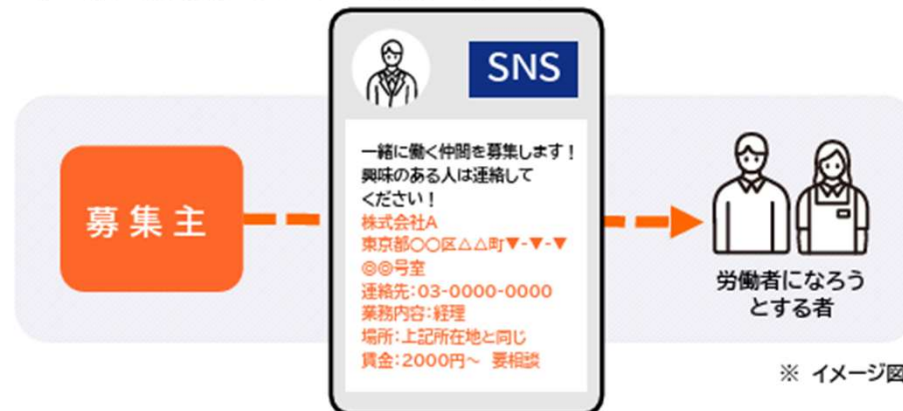 SNS
募集主
一緒に働く仲間を募集します！
興味のある人は連絡して
ください！
株式会社A
東京都〇〇区△△町▼-▼-▼
◎◎号室
連絡先:03-0000-0000
業務内容:経理
場所:上記所在地と同じ
賃金:2000円～ 要相談
労働者になろう
とする者
※ イメージ図